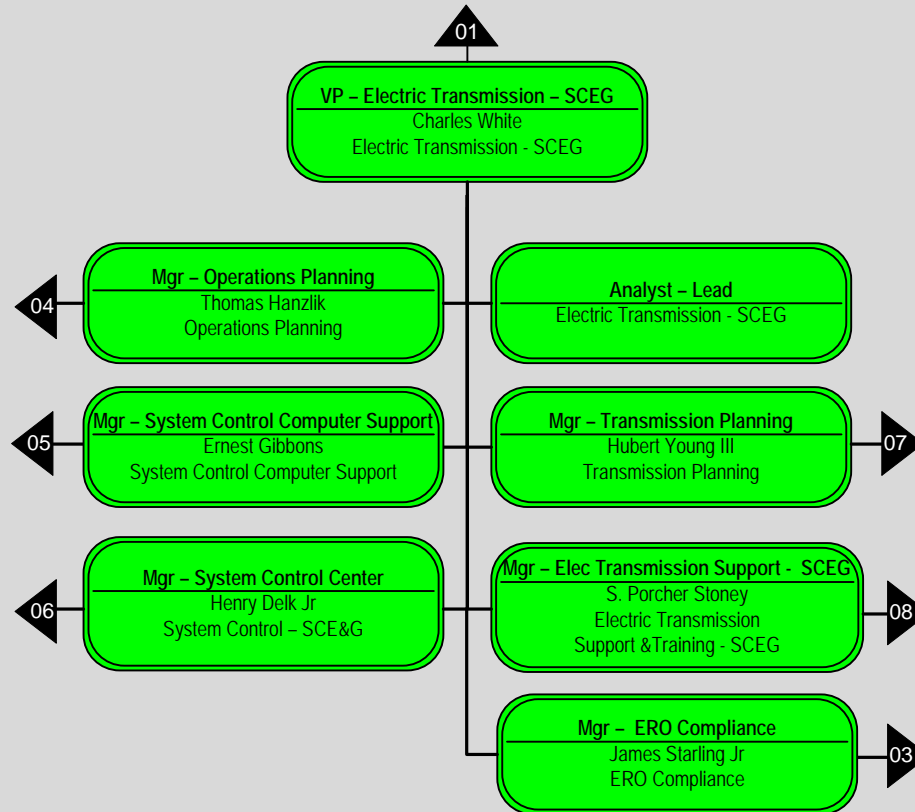 01
VP – Electric Transmission – SCEG
Charles White
Electric Transmission - SCEG
04
Mgr – Operations Planning
Thomas Hanzlik
Operations Planning
Analyst – Lead
Electric Transmission - SCEG
05
Mgr – System Control Computer Support
Ernest Gibbons
System Control Computer Support
Mgr – Transmission Planning
Hubert Young III
Transmission Planning
07
06
Mgr – System Control Center
Henry Delk Jr
System Control – SCE&G
Mgr – Elec Transmission Support - SCEG
S. Porcher Stoney
Electric Transmission
Support &Training - SCEG
08
Mgr – ERO Compliance
James Starling Jr
ERO Compliance
03